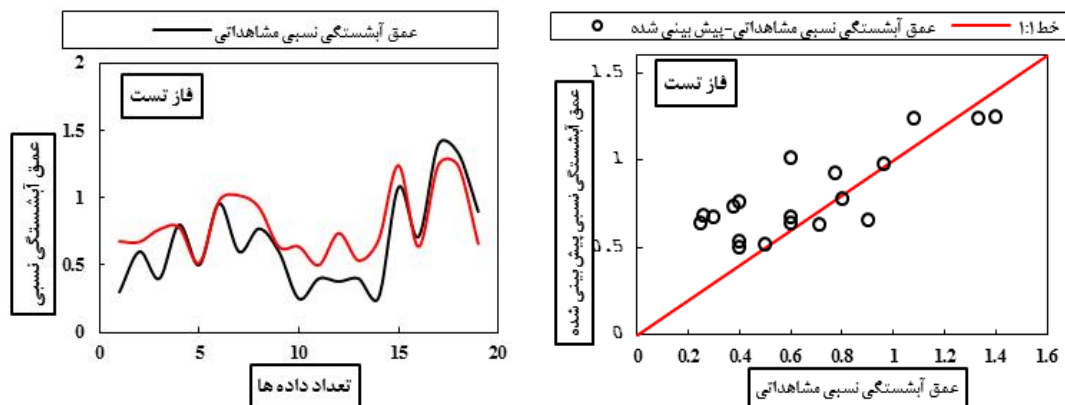 عمق آبشستگی نسبی مشاهداتی
2
1.5
1
0.5
0
0
5
10
15
20
فاز تست
عمق آبشستگی نسبی
تعداد داده ها
عمق آبشستگی نسبی مشاهداتی-پیش بینی شده
خط 1:1
1.5
1
0.5
0
0.2
0.4
0.6
0.8
1
1.2
1.4
1.6
فاز تست
عمق آبشستگی نسبی پیش بینی شده
عمق آبشستگی نسبی مشاهداتی